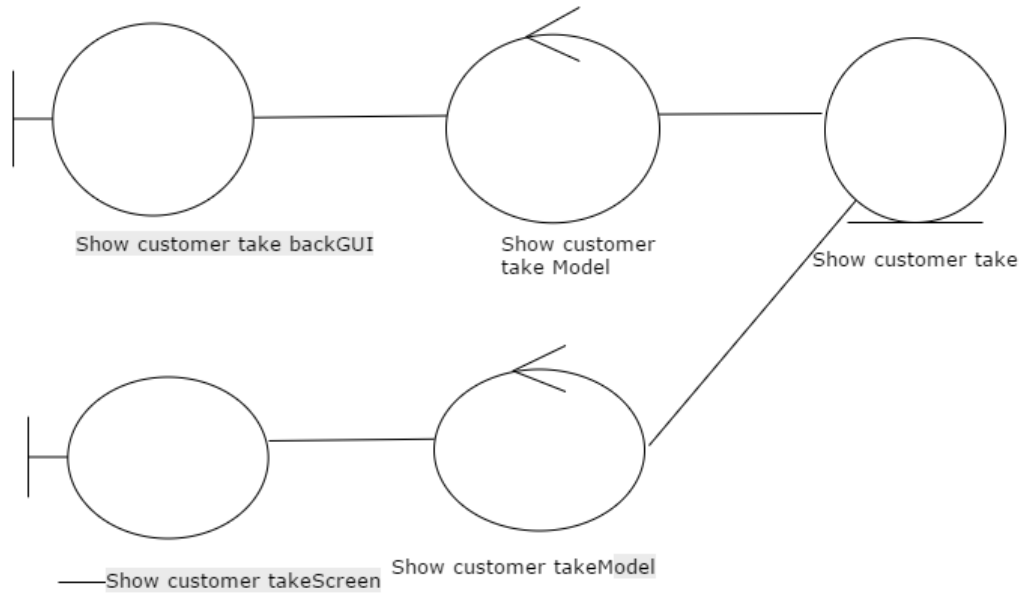 Show customer take backGUI
Show customer
take Model
Show customer take
Show customer takeScreen
Show customer takeModel